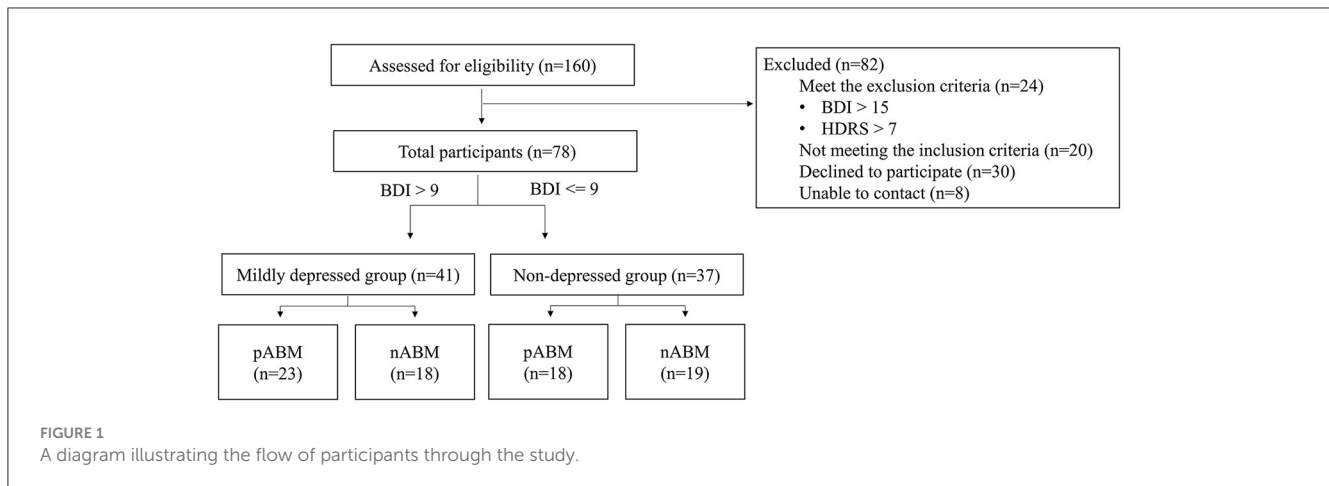 Assessed for eligibility (n=160)
Excluded (n=82)
Meet the exclusion criteria (n=24)
• BDI > 15
• HDRS > 7
Not meeting the inclusion criteria (n=20)
Declined to participate (n=30)
Unable to contact (n=8)
Total participants (n=78)
BDI > 9 BDI <= 9
Mildly depressed group (n=41) Non-depressed group (n=37)
pABM nABM pABM nABM
(n=23) (n=18) (n=18) (n=19)
FIGURE 1
A diagram illustrating the flow of participants through the study.